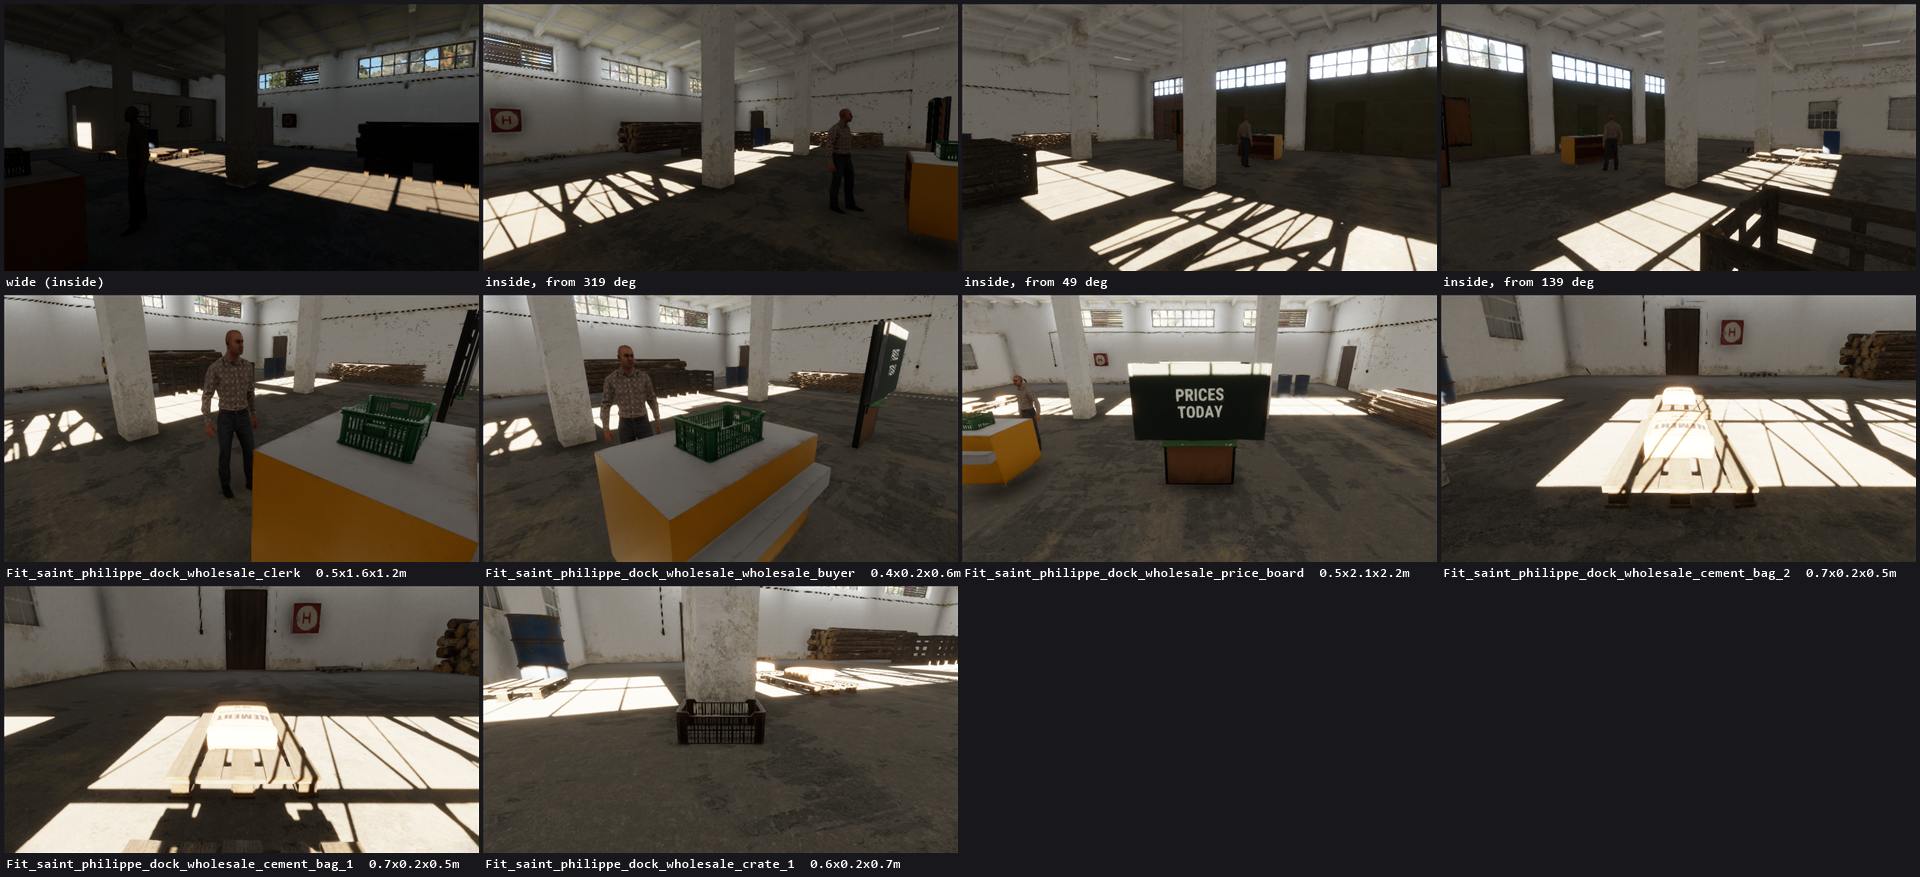 H
H
wide (inside)
inside, from 319 deg
inside, from 49 deg
inside, from 139 deg
PRICES
TODAY
H
Fit_saint_philippe_dock_wholesale_clerk 0.5x1.6x1.2m
Fit_saint_philippe_dock_wholesale_wholesale_buyer 0.4x0.2x0.6m
Fit_saint_philippe_dock_wholesale_price_board 0.5x2.1x2.2m
Fit_saint_philippe_dock_wholesale_cement_bag_2 0.7x0.2x0.5m
H
CEMENT
Fit_saint_philippe_dock_wholesale_cement_bag_1 0.7x0.2x0.5m
Fit_saint_philippe_dock_wholesale_crate_1 0.6x0.2x0.7m